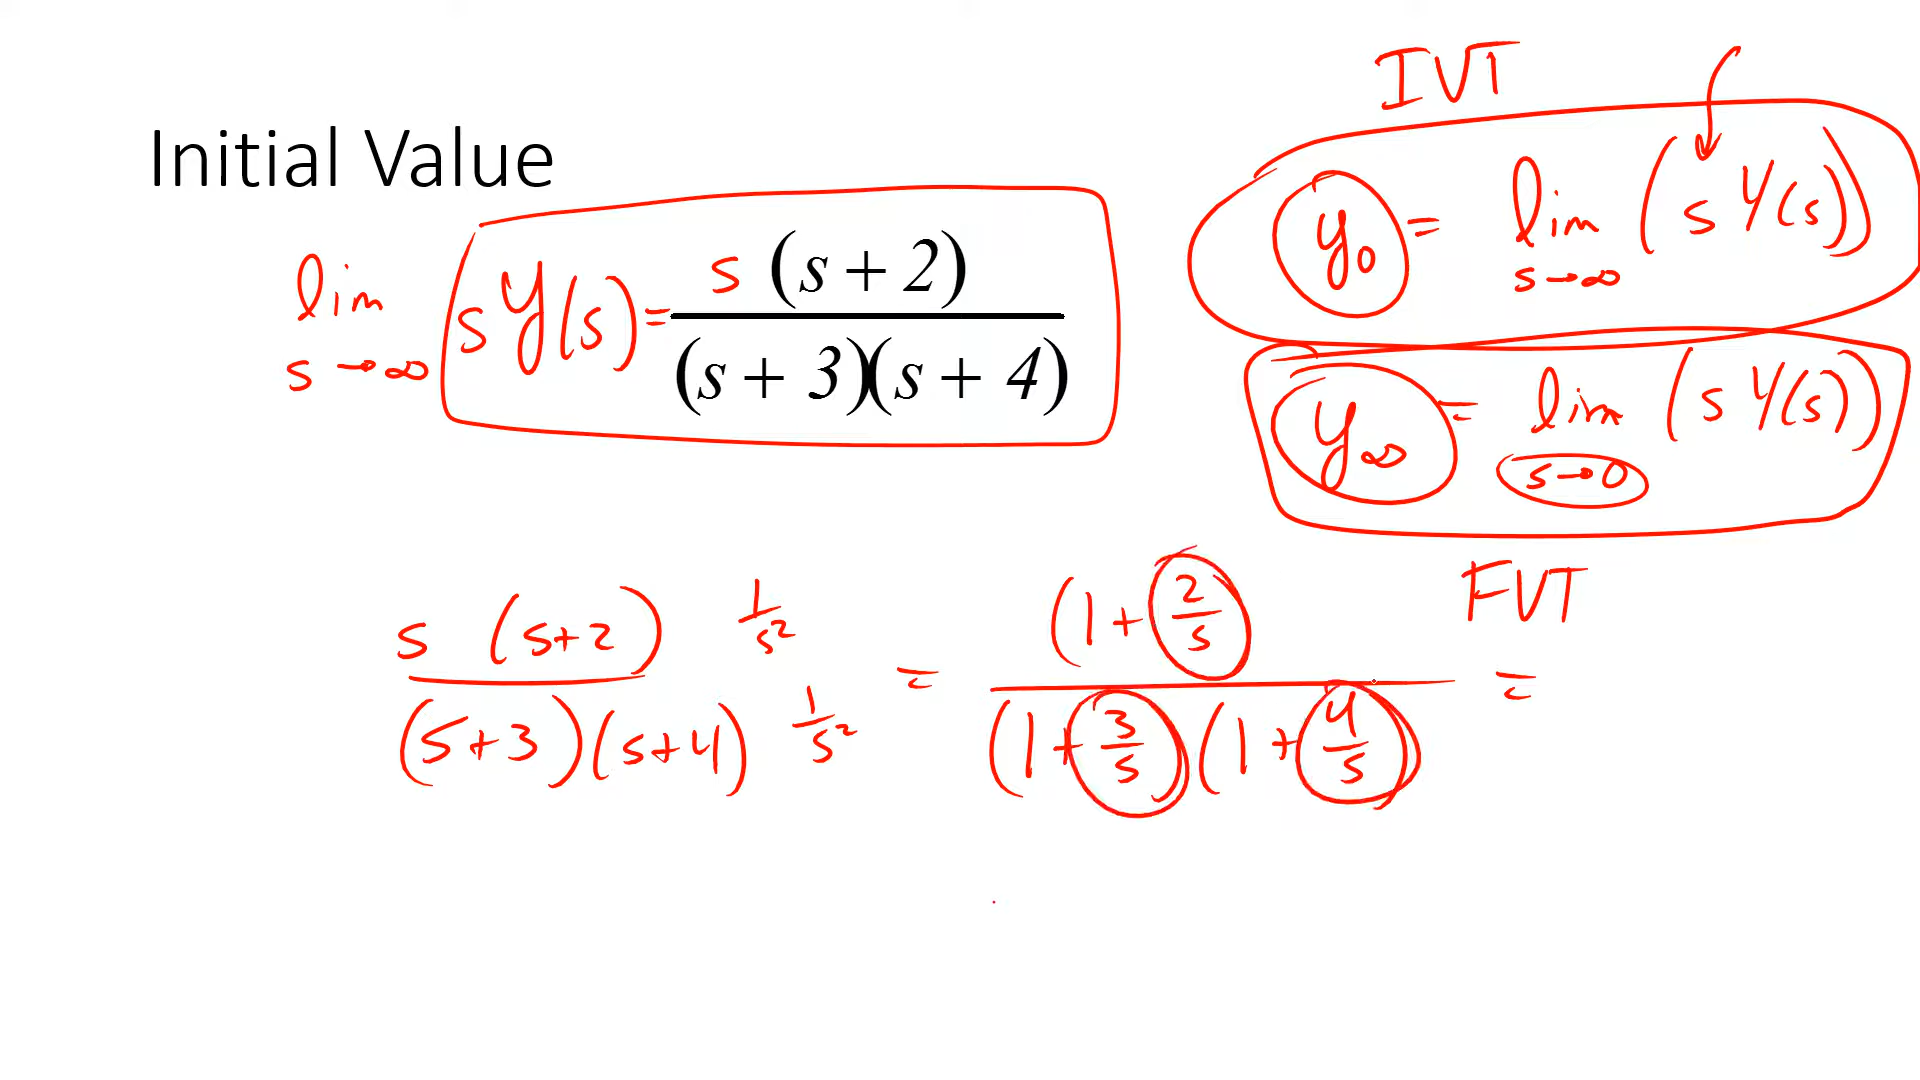 IVT
Initial Value
y₀ = lim (s Y(s))
s→∞
lim s Y(s) = s (s + 2) / (s + 3)(s + 4)
s→∞
y∞ = lim (s Y(s))
s→0
FVT
s (s+2) 1/s² / (s+3)(s+4) 1/s² = (1 + 2/s) / (1 + 3/s)(1 + 4/s) =